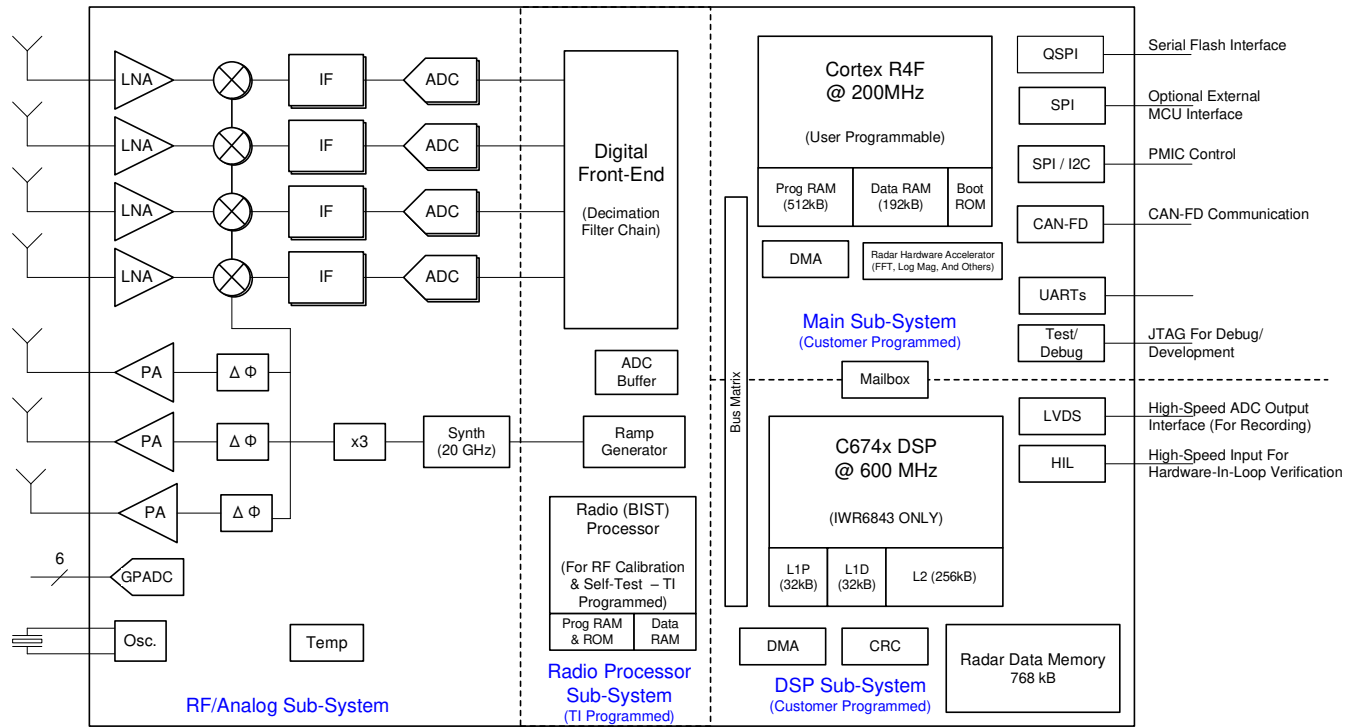 LNA
IF
ADC
LNA
IF
ADC
LNA
IF
ADC
LNA
IF
ADC
PA
Δ Φ
PA
Δ Φ
x3
Synth
(20 GHz)
PA
Δ Φ
6
GPADC
Osc.
Temp
RF/Analog Sub-System
Digital
Front-End
(Decimation
Filter Chain)
ADC
Buffer
Ramp
Generator
Radio (BIST)
Processor
(For RF Calibration
& Self-Test – TI
Programmed)
Prog RAM
& ROM
Data
RAM
Radio Processor
Sub-System
(TI Programmed)
Bus Matrix
Cortex R4F
@ 200MHz
(User Programmable)
Prog RAM
(512kB)
Data RAM
(192kB)
Boot
ROM
DMA
Radar Hardware Accelerator
(FFT, Log Mag, And Others)
Main Sub-System
(Customer Programmed)
Mailbox
C674x DSP
@ 600 MHz
(IWR6843 ONLY)
L1P
(32kB)
L1D
(32kB)
L2 (256kB)
DMA
CRC
DSP Sub-System
(Customer Programmed)
Radar Data Memory
768 kB
QSPI
Serial Flash Interface
SPI
Optional External
MCU Interface
SPI / I2C
PMIC Control
CAN-FD
CAN-FD Communication
UARTs
Test/
Debug
JTAG For Debug/
Development
LVDS
High-Speed ADC Output
Interface (For Recording)
HIL
High-Speed Input For
Hardware-In-Loop Verification